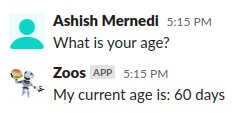 Ashish Mernedi 5:15 PM
What is your age?
Zoos APP 5:15 PM
My current age is: 60 days